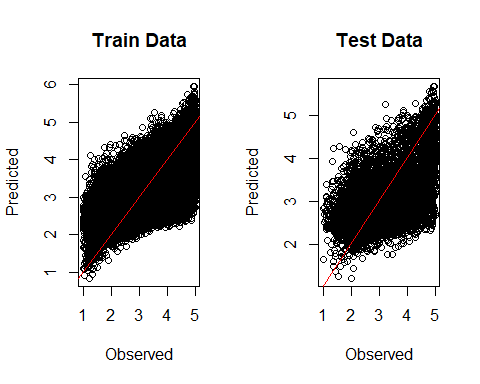 Train Data
Predicted
1 2 3 4 5 6
1 2 3 4 5
Observed
Test Data
Predicted
2 3 4 5
1 2 3 4 5
Observed